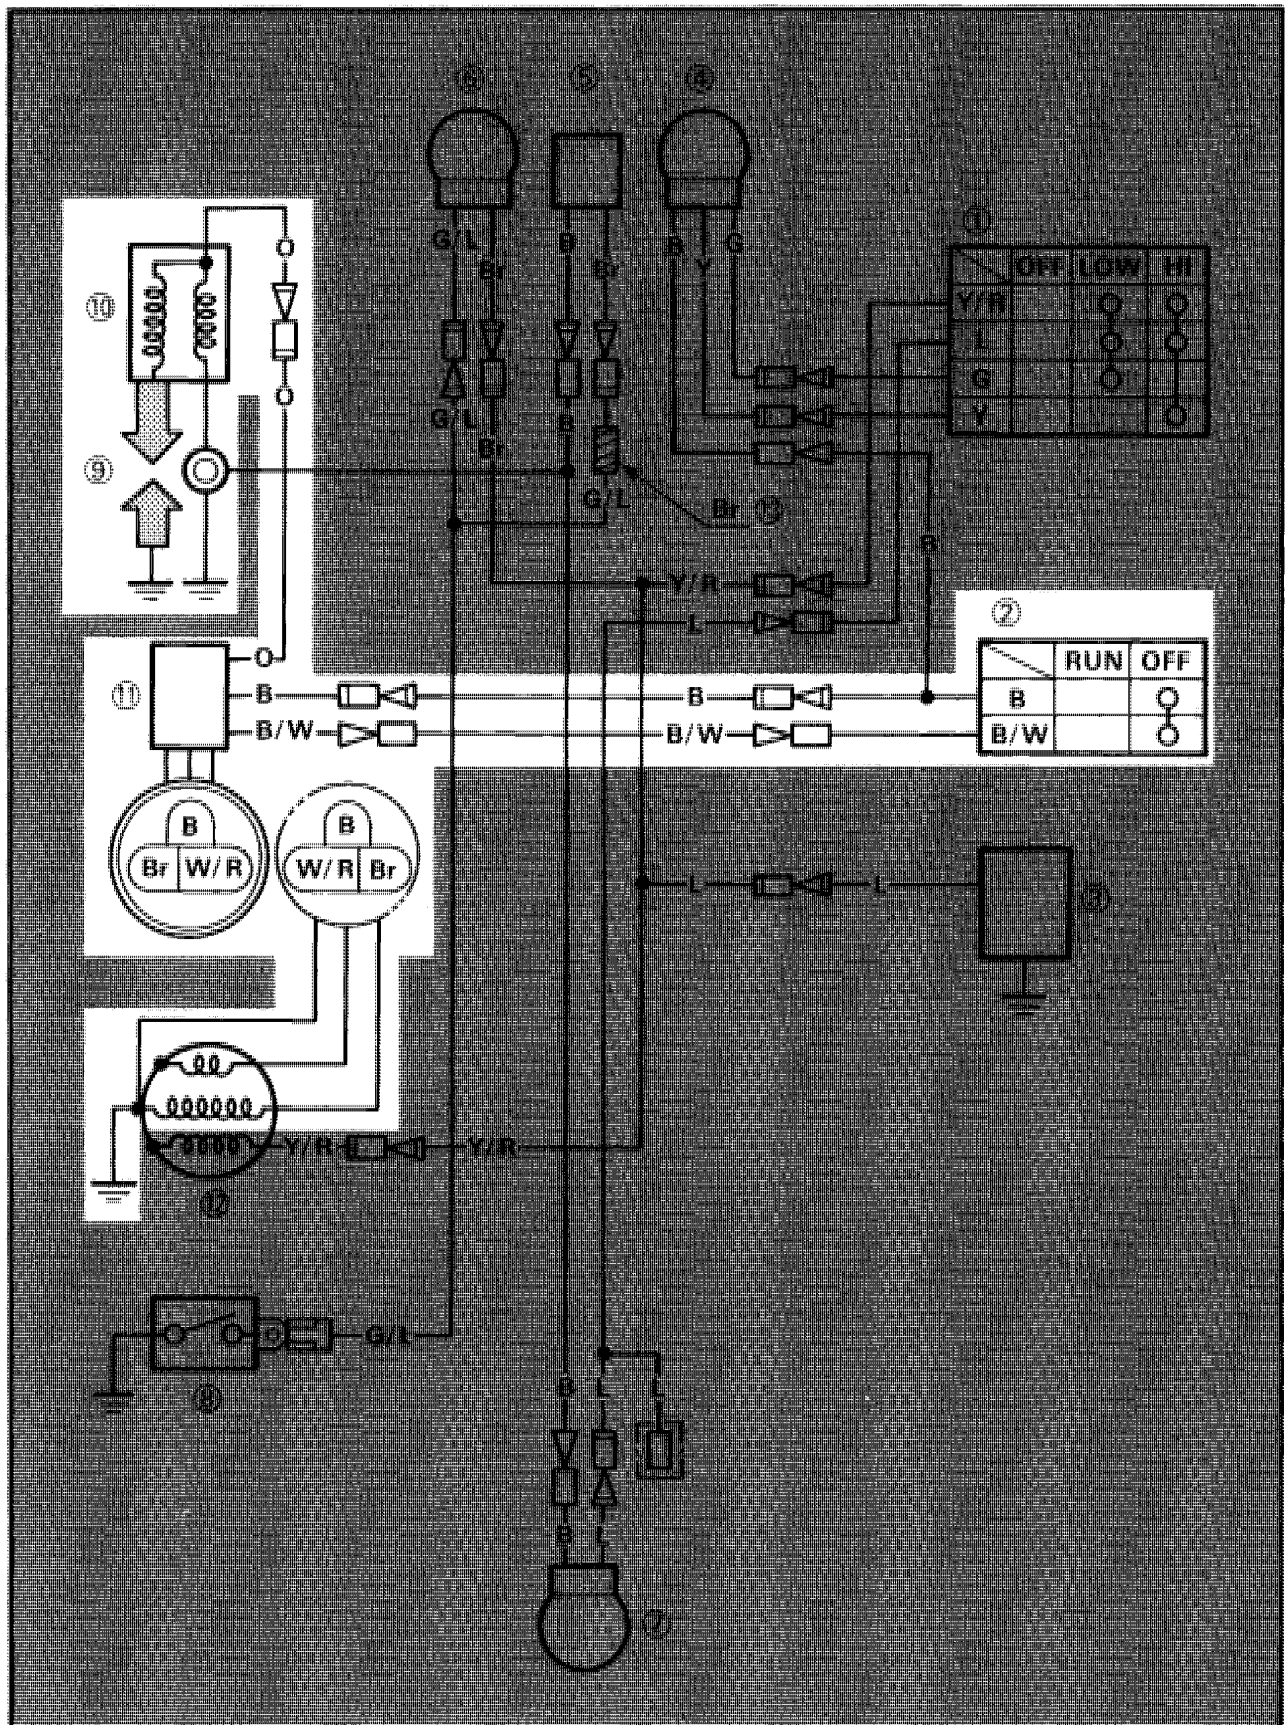 ⑥ ⑤ ④
①
G/L B Br B Y G
Br
O
OFF LOW HI
Y/R
L
G
Y
⑩
O
G/L B
Br
⑨
G/L
Br ⑬
B
Y/R
L
②
RUN OFF
B
B/W
⑪
O
B B
B/W B/W
B B
Br W/R W/R Br
L L
Y/R Y/R
⑫
G/L
⑧
B L L
B L
⑦